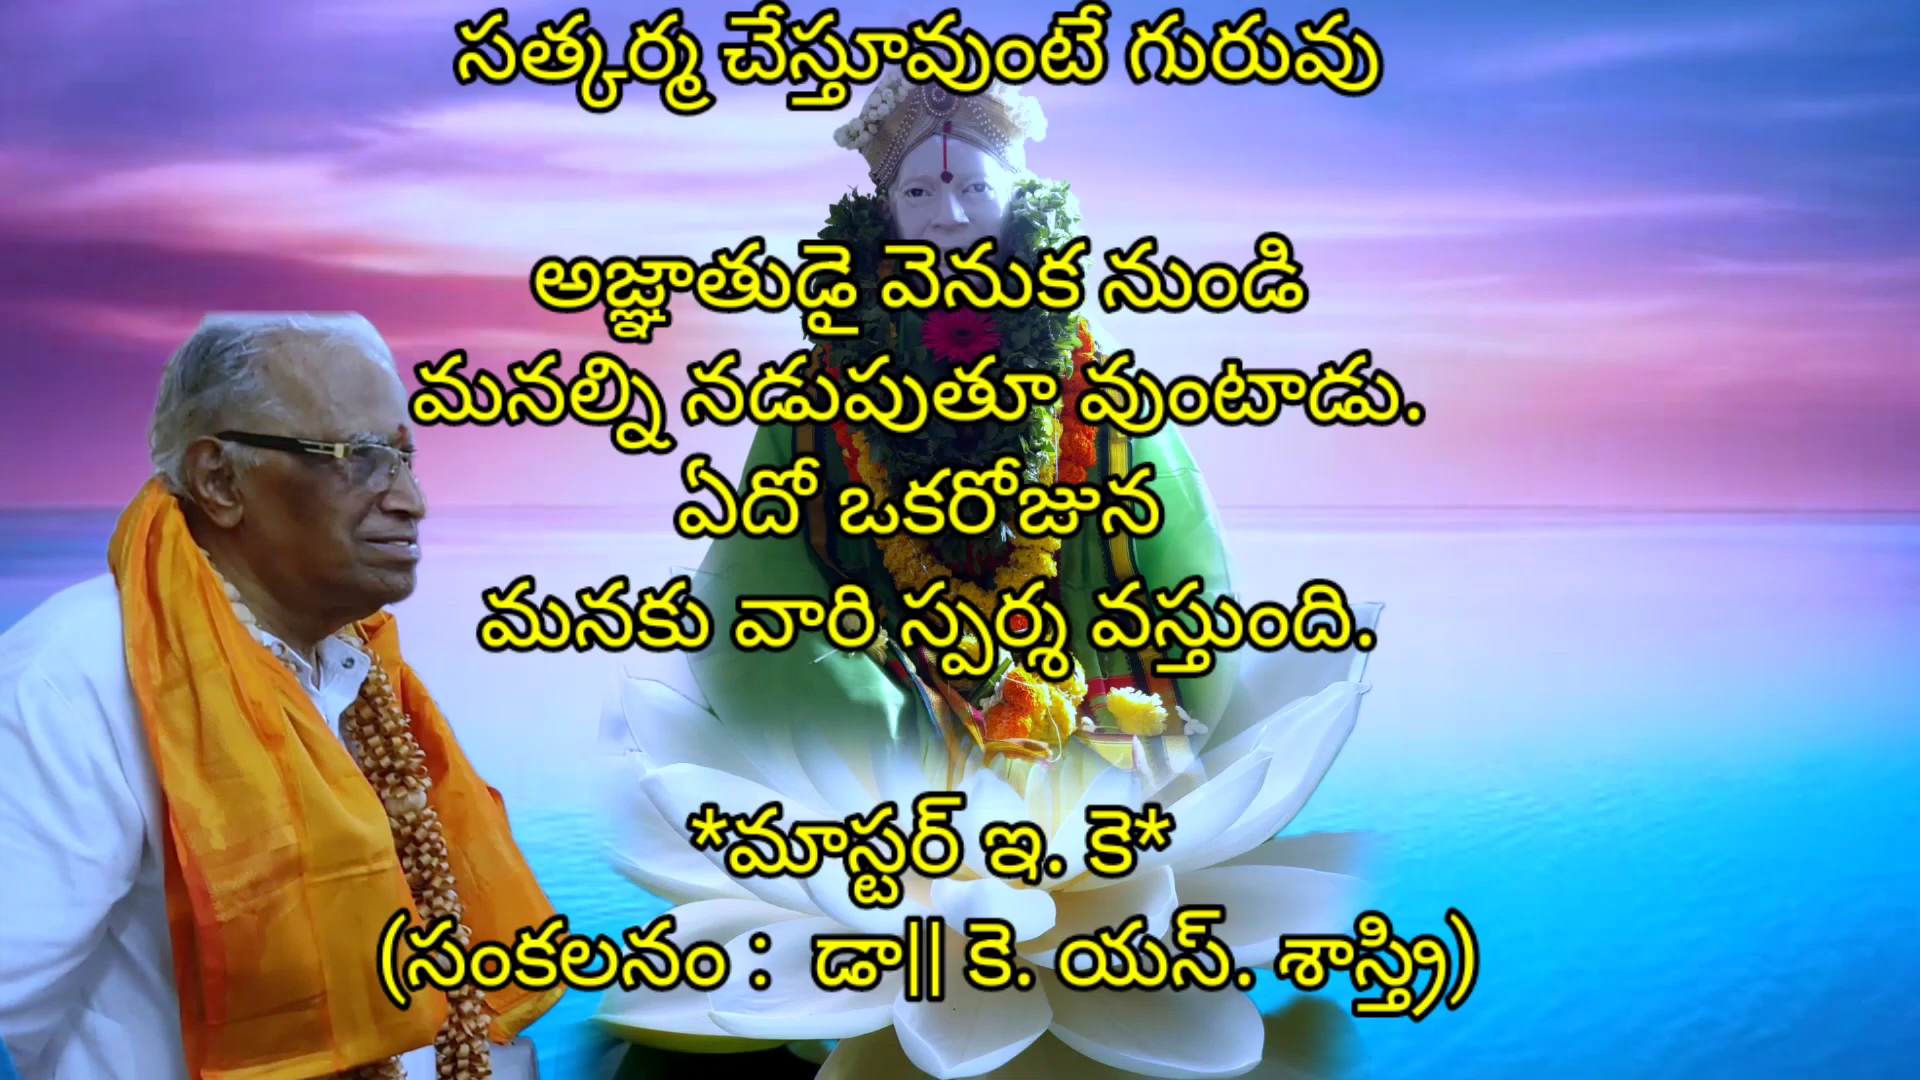 సత్కర్మ చేస్తూవుంటే గురువు
అజ్ఞాతుడై వెనుక నుండి
మనల్ని నడుపుతూ వుంటాడు.
ఏదో ఒకరోజున
మనకు వారి స్పర్శ వస్తుంది.
*మాస్టర్ ఇ. కె*
(సంకలనం : డా|| కె. యస్. శాస్త్రి)